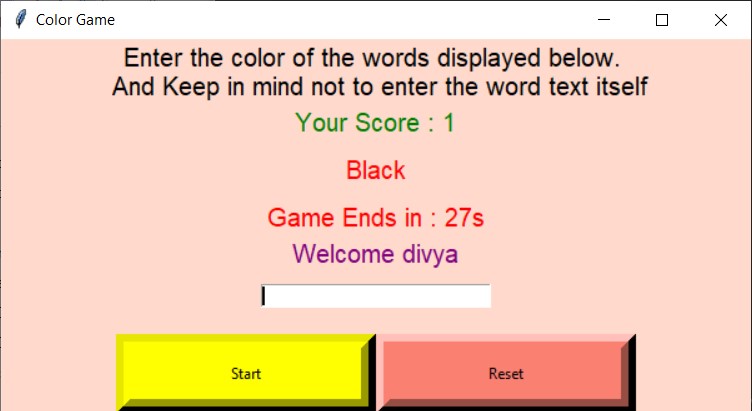 Color Game
Enter the color of the words displayed below.
And Keep in mind not to enter the word text itself
Your Score : 1
Black
Game Ends in : 27s
Welcome divya
Start
Reset